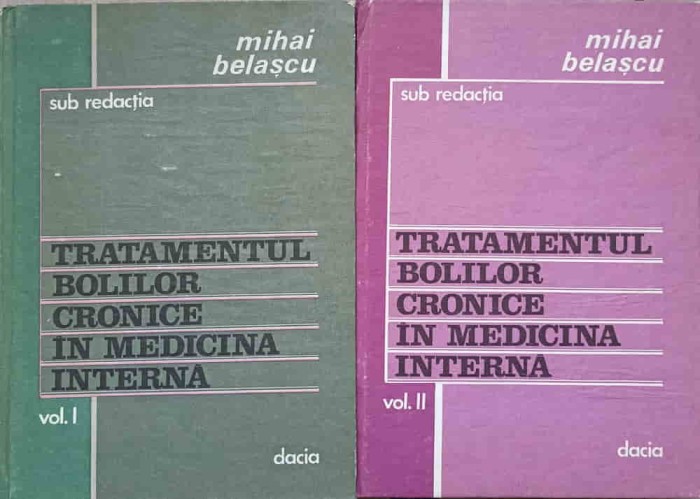 mihai
belașcu
sub redacția
TRATAMENTUL
BOLILOR
CRONICE
ÎN MEDICINA
INTERNĂ
vol. I
dacia
mihai
belașcu
sub redacția
TRATAMENTUL
BOLILOR
CRONICE
ÎN MEDICINA
INTERNĂ
vol. II
dacia